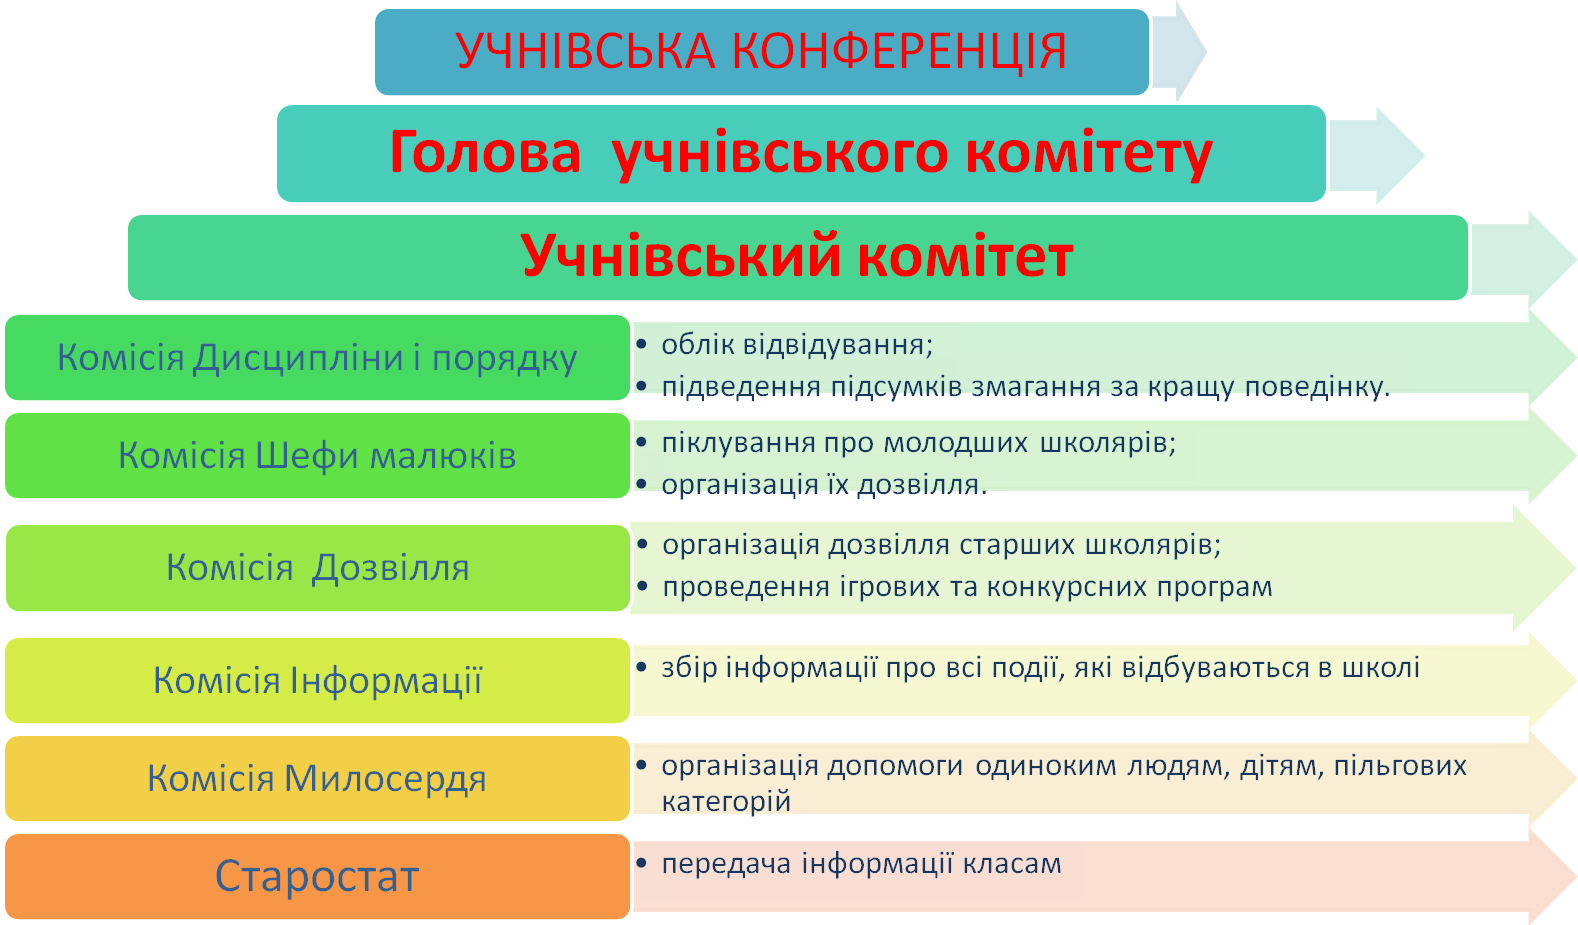 УЧНІВСЬКА КОНФЕРЕНЦІЯ
Голова учнівського комітету
Учнівський комітет
Комісія Дисципліни і порядку
• облік відвідування;
• підведення підсумків змагання за кращу поведінку.
Комісія Шефи малюків
• піклування про молодших школярів;
• організація їх дозвілля.
Комісія Дозвілля
• організація дозвілля старших школярів;
• проведення ігрових та конкурсних програм
Комісія Інформації
• збір інформації про всі події, які відбуваються в школі
Комісія Милосердя
• організація допомоги одиноким людям, дітям, пільгових
категорій
Старостат
• передача інформації класам